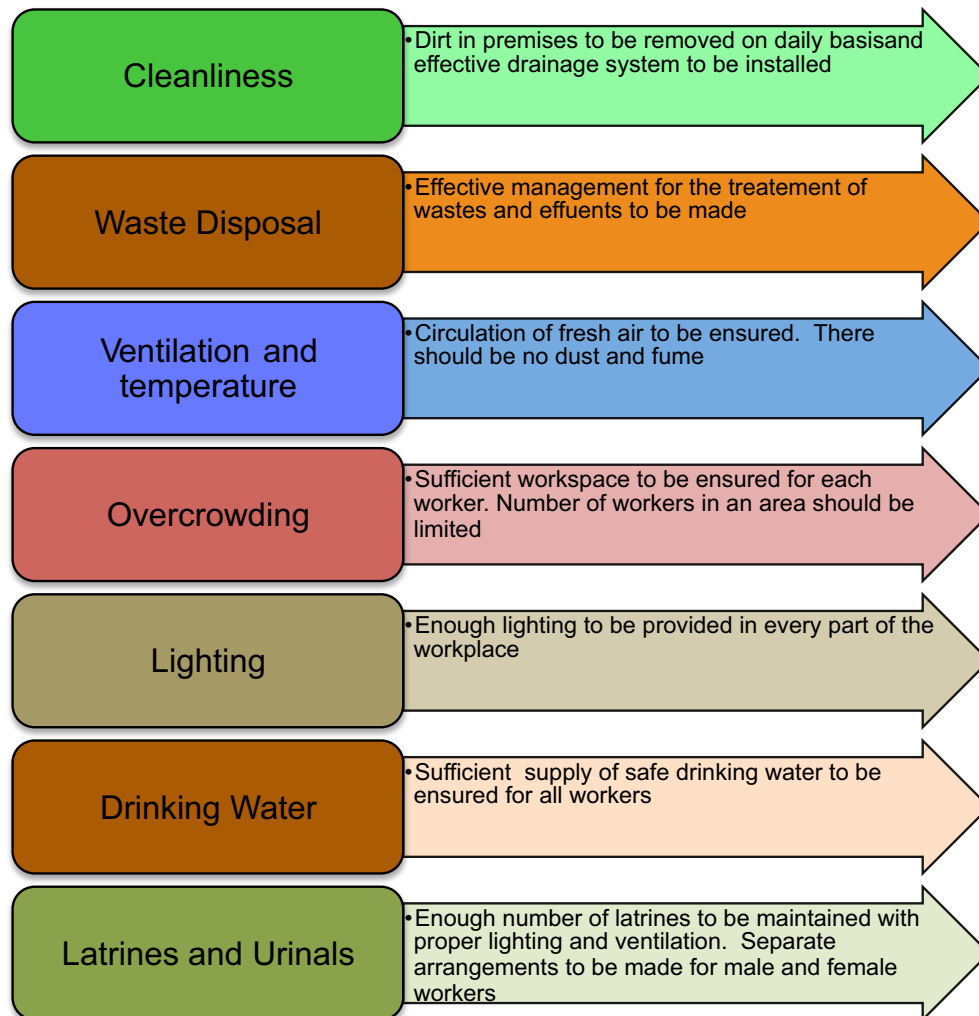 Cleanliness
•Dirt in premises to be removed on daily basisand
effective drainage system to be installed
Waste Disposal
•Effective management for the treatement of
wastes and effuents to be made
Ventilation and
temperature
•Circulation of fresh air to be ensured.  There
should be no dust and fume
Overcrowding
•Sufficient workspace to be ensured for each
worker. Number of workers in an area should be
limited
Lighting
•Enough lighting to be provided in every part of the
workplace
Drinking Water
•Sufficient  supply of safe drinking water to be
ensured for all workers
Latrines and Urinals
•Enough number of latrines to be maintained with
proper lighting and ventilation.  Separate
arrangements to be made for male and female
workers